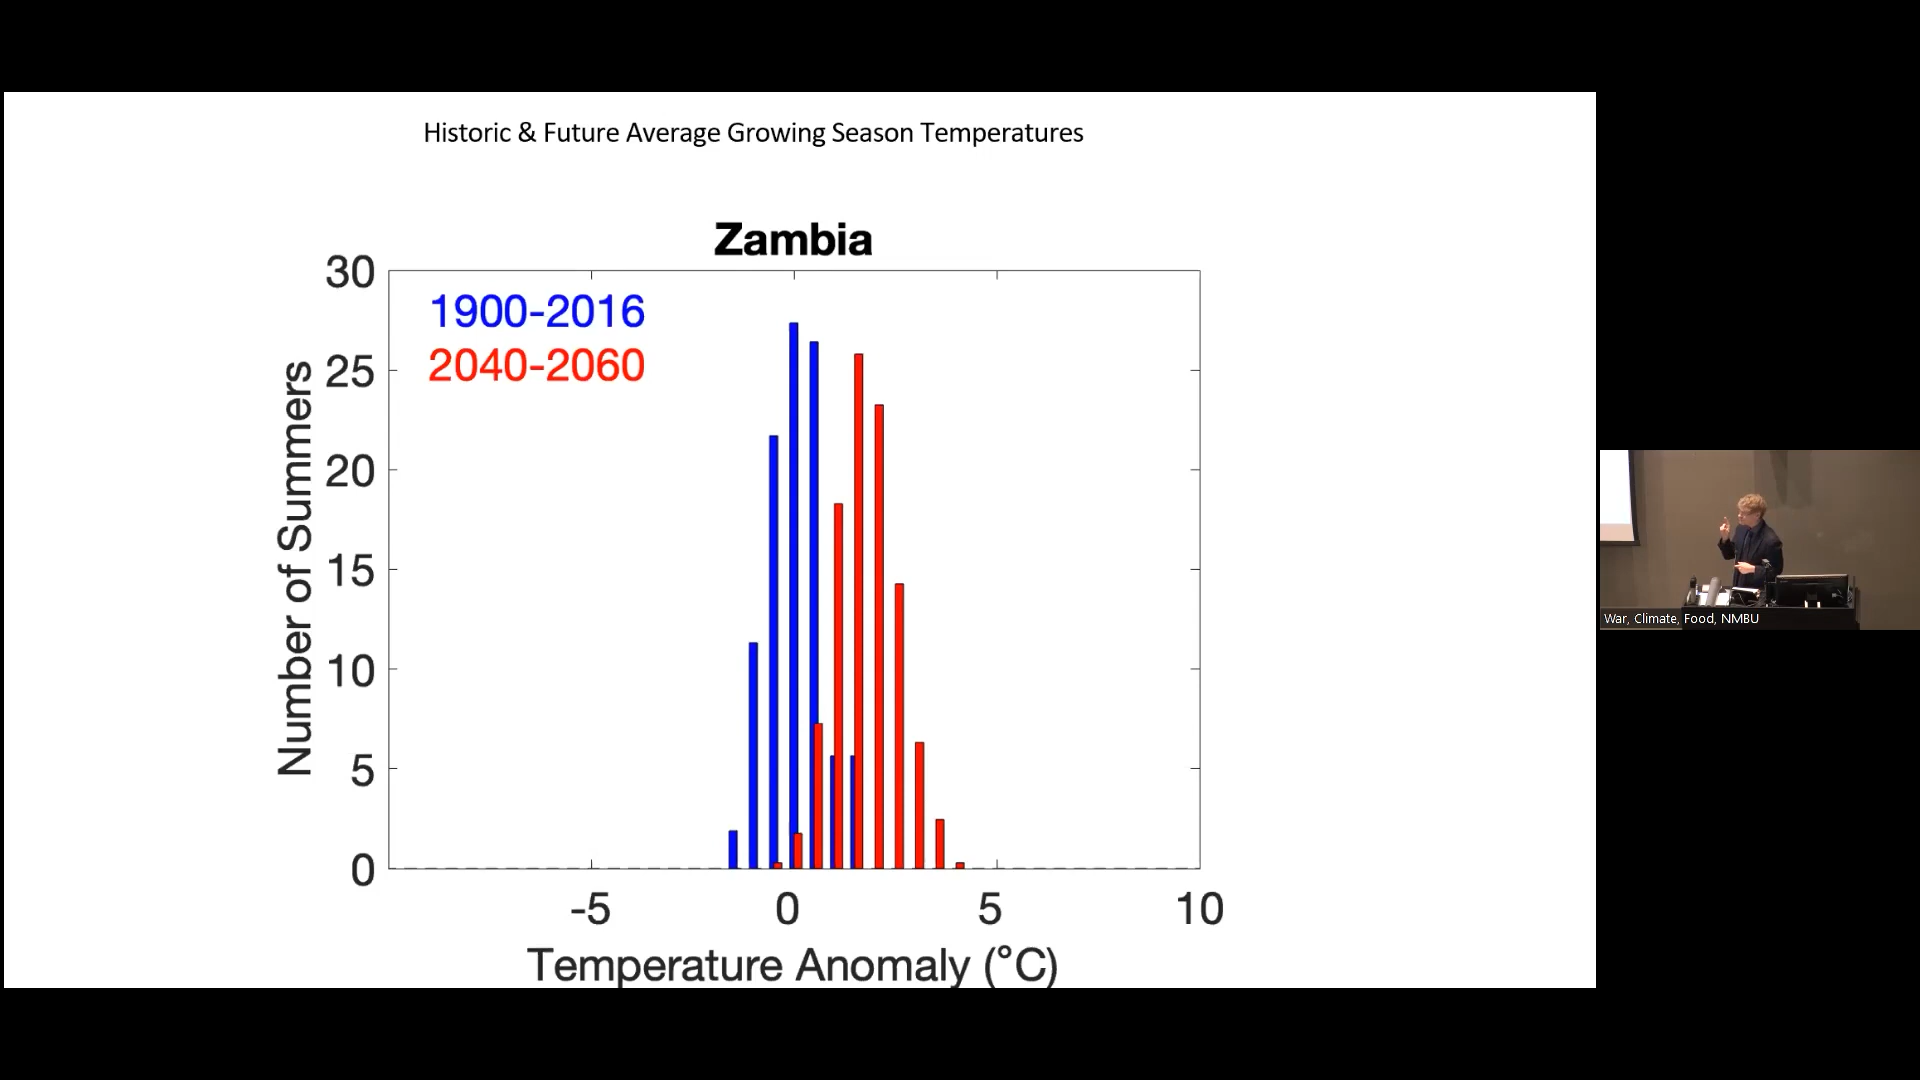 Historic & Future Average Growing Season Temperatures
Zambia
1900-2016
2040-2060
Number of Summers
30
25
20
15
10
5
0
-5
0
5
10
Temperature Anomaly (°C)
War, Climate, Food, NMBU